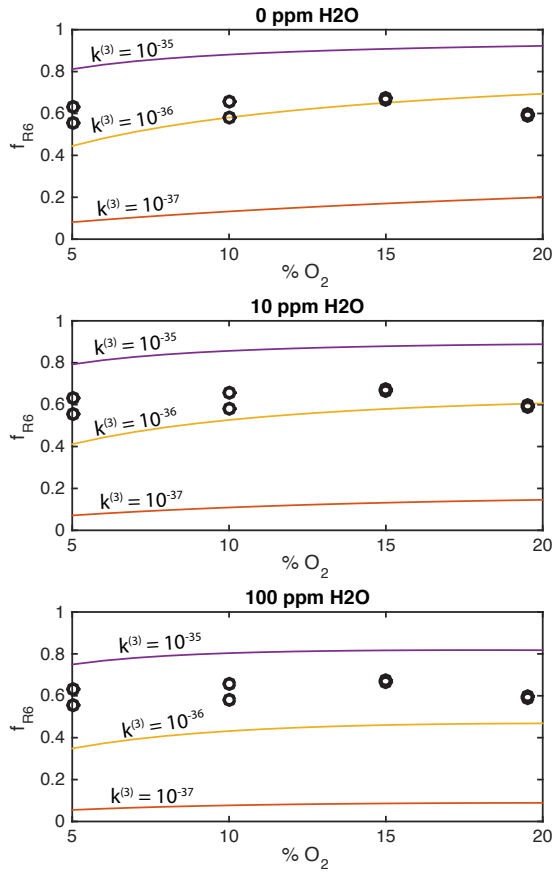 0 ppm H2O
1
k⁽³⁾ = 10⁻³⁵
0.8
0.6
k⁽³⁾ = 10⁻³⁶
f_R6
0.4
0.2
k⁽³⁾ = 10⁻³⁷
0
5 10 15 20
% O₂
10 ppm H2O
1
k⁽³⁾ = 10⁻³⁵
0.8
0.6
k⁽³⁾ = 10⁻³⁶
f_R6
0.4
0.2
k⁽³⁾ = 10⁻³⁷
0
5 10 15 20
% O₂
100 ppm H2O
1
k⁽³⁾ = 10⁻³⁵
0.8
0.6
k⁽³⁾ = 10⁻³⁶
f_R6
0.4
0.2
k⁽³⁾ = 10⁻³⁷
0
5 10 15 20
% O₂